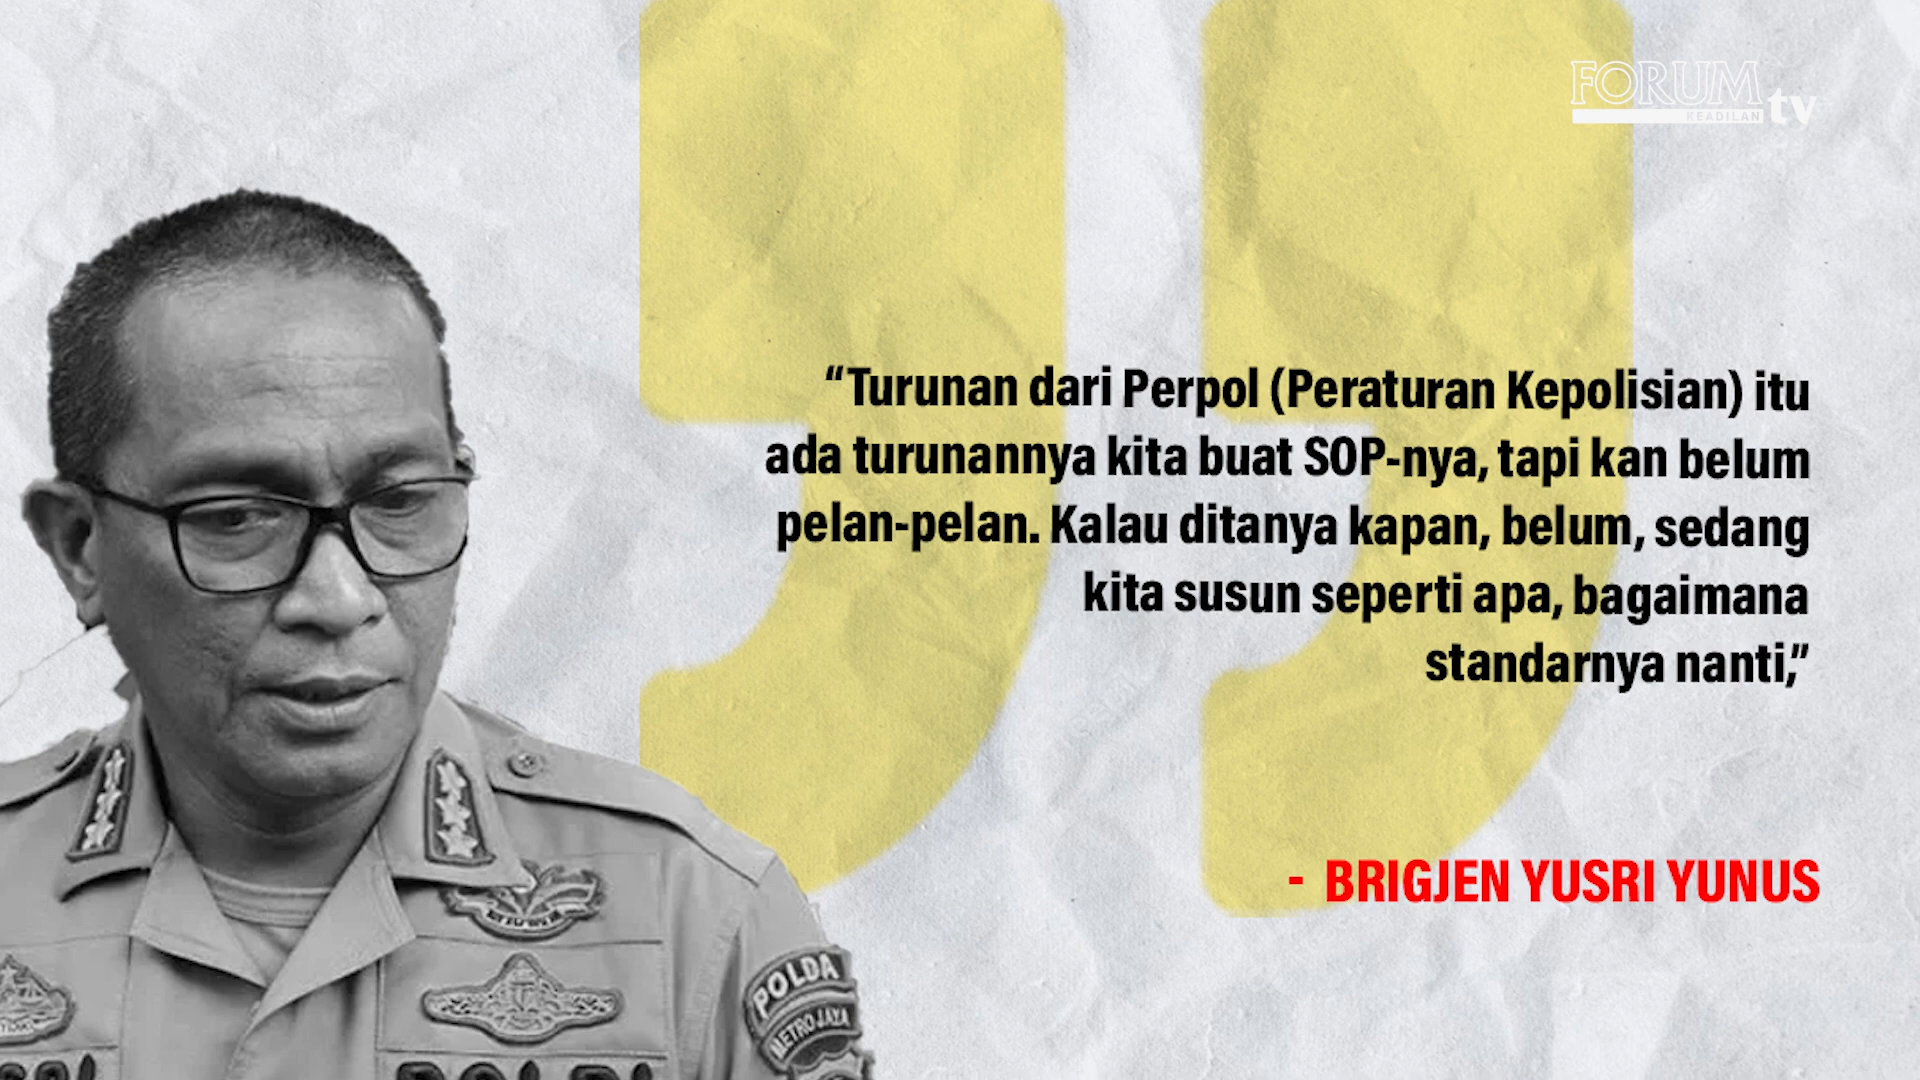 FORUM
KEADILAN
tv
“Turunan dari Perpol (Peraturan Kepolisian) itu
ada turunannya kita buat SOP-nya, tapi kan belum
pelan-pelan. Kalau ditanya kapan, belum, sedang
kita susun seperti apa, bagaimana
standarnya nanti,”
- BRIGJEN YUSRI YUNUS
POLDA
METRO JAYA